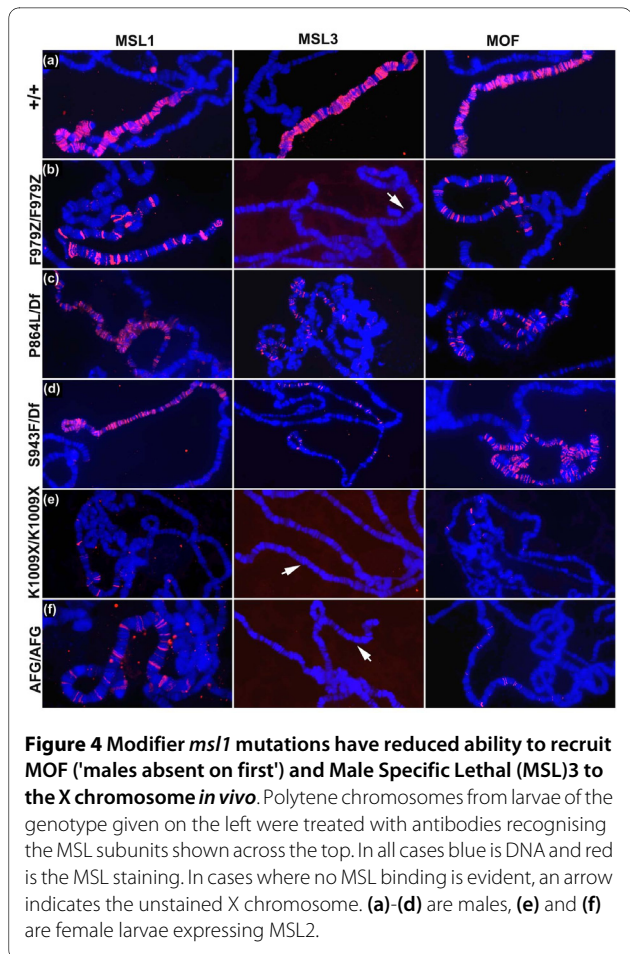 MSL1 MSL3 MOF
(a) +/+
(b) F979Z/F979Z
(c) P864L/Df
(d) S943F/Df
(e) K1009X/K1009X
(f) AFG/AFG
Figure 4 Modifier msl1 mutations have reduced ability to recruit
MOF ('males absent on first') and Male Specific Lethal (MSL)3 to
the X chromosome in vivo. Polytene chromosomes from larvae of the
genotype given on the left were treated with antibodies recognising
the MSL subunits shown across the top. In all cases blue is DNA and red
is the MSL staining. In cases where no MSL binding is evident, an arrow
indicates the unstained X chromosome. (a)-(d) are males, (e) and (f)
are female larvae expressing MSL2.